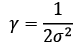 γ = 1/(2σ²)